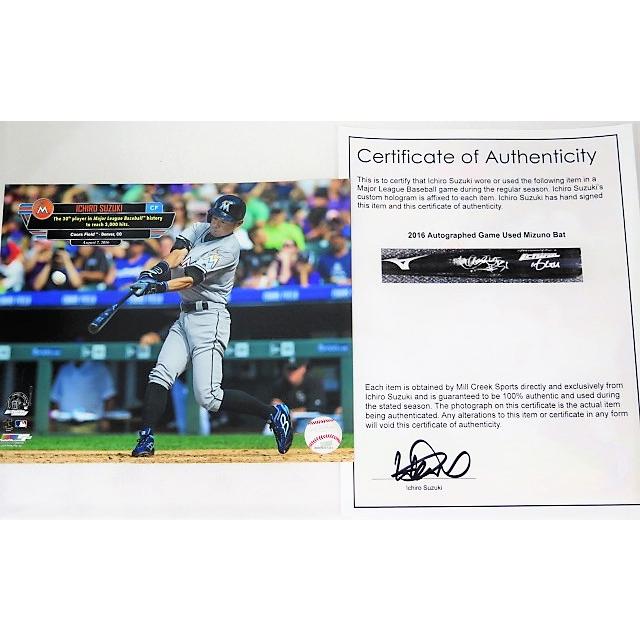 ICHIRO SUZUKI
CF
The 30th player in Major League Baseball™ history
to reach 3,000 hits.
Coors Field™ - Denver, CO
August 7, 2016
Certificate of Authenticity
This is to certify that Ichiro Suzuki wore or used the following item in a
Major League Baseball game during the regular season. Ichiro Suzuki's
custom hologram is affixed to each item. Ichiro Suzuki has hand signed
this item and this certificate of authenticity.
2016 Autographed Game Used Mizuno Bat
Each item is obtained by Mill Creek Sports directly and exclusively from
Ichiro Suzuki and is guaranteed to be 100% authentic and used during
the stated season. The photograph on this certificate is the actual item
being authenticated. Any alterations to this item or certificate in any form
will void this certificate of authenticity.
Ichiro Suzuki